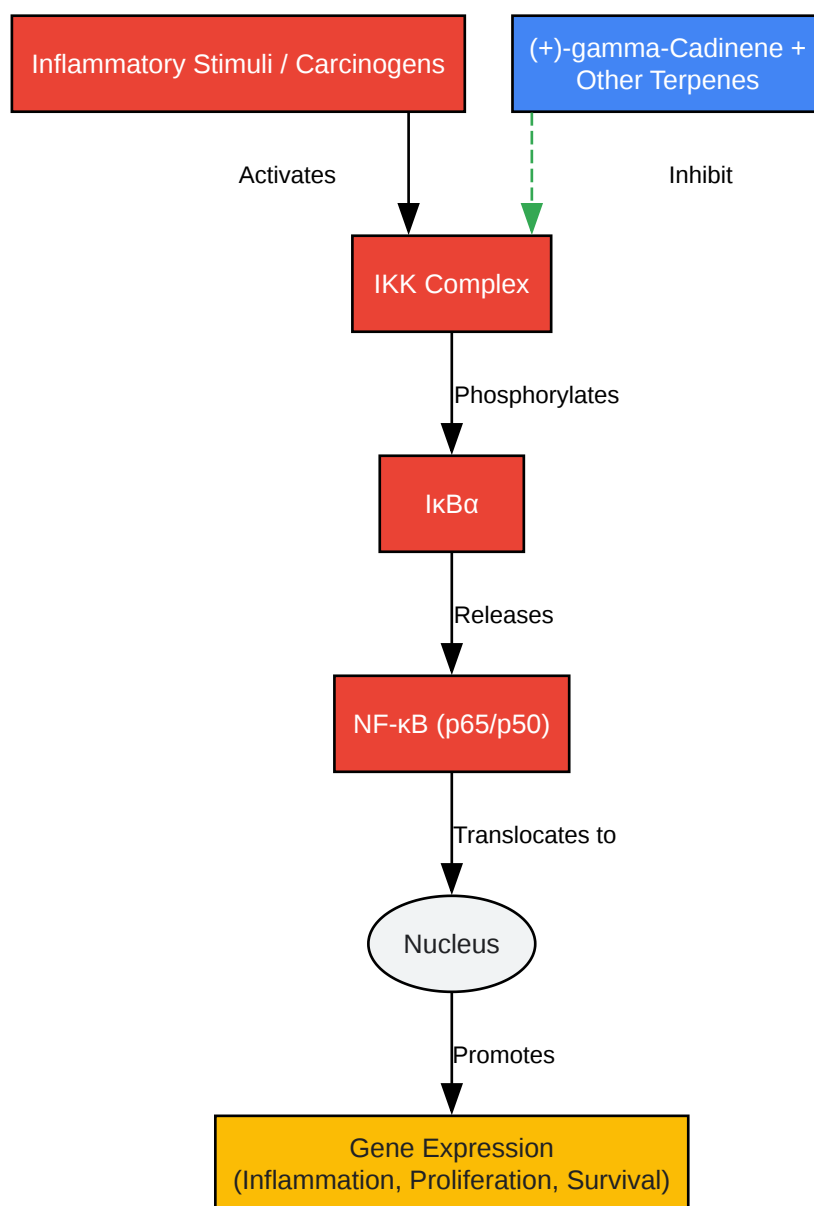 Inflammatory Stimuli / Carcinogens
(+)-gamma-Cadinene +
Other Terpenes
Activates
Inhibit
IKK Complex
Phosphorylates
IκBα
Releases
NF-κB (p65/p50)
Translocates to
Nucleus
Promotes
Gene Expression
(Inflammation, Proliferation, Survival)